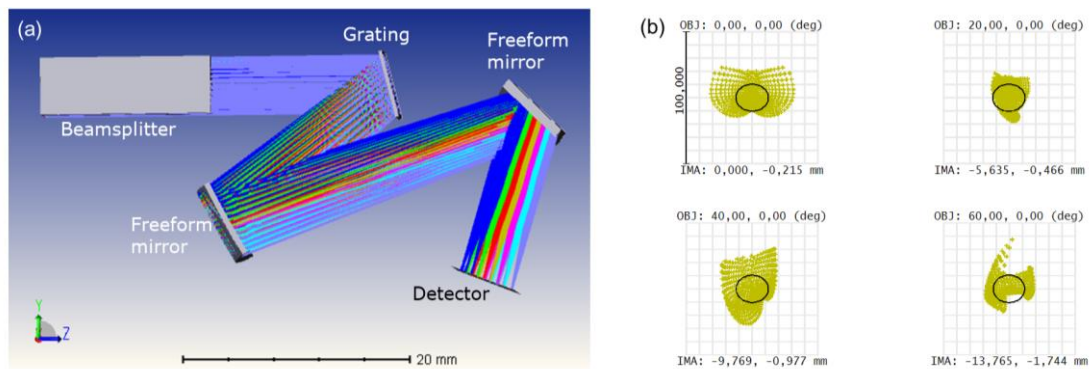 (a)
Grating
Freeform
mirror
Beamsplitter
Freeform
mirror
Detector
Y
Z
20 mm
(b)
OBJ: 0,00, 0,00 (deg)
100,000
IMA: 0,000, -0,215 mm
OBJ: 20,00, 0,00 (deg)
IMA: -5,635, -0,466 mm
OBJ: 40,00, 0,00 (deg)
IMA: -9,769, -0,977 mm
OBJ: 60,00, 0,00 (deg)
IMA: -13,765, -1,744 mm